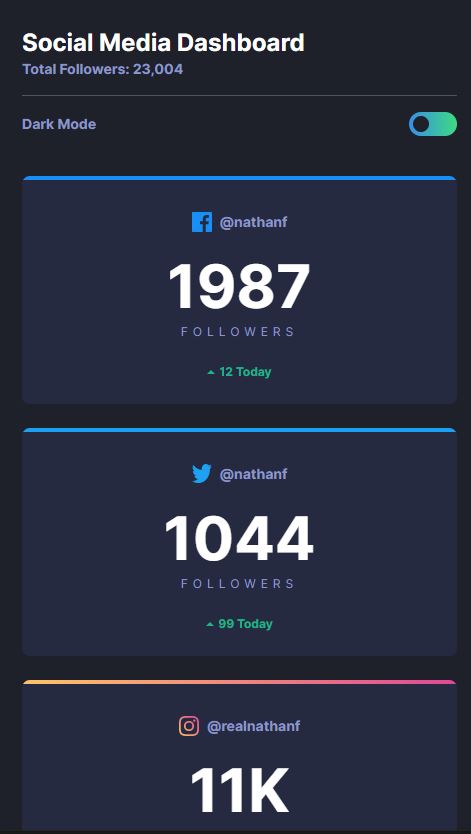 Social Media Dashboard
Total Followers: 23,004
Dark Mode
@nathanf
1987
FOLLOWERS
12 Today
@nathanf
1044
FOLLOWERS
99 Today
@realnathanf
11K